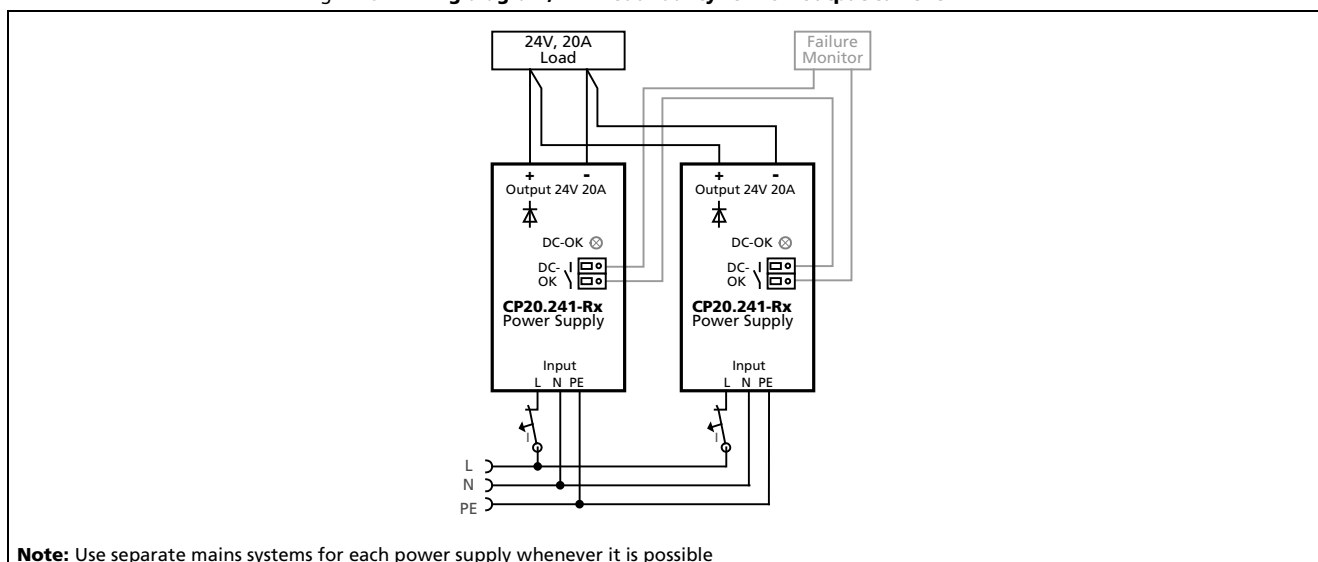 24V, 20A
Load
Failure
Monitor
+ -
Output 24V 20A
DC-OK
DC-
OK
CP20.241-Rx
Power Supply
Input
L N PE
I
+ -
Output 24V 20A
DC-OK
DC-
OK
CP20.241-Rx
Power Supply
Input
L N PE
I
L
N
PE
Note: Use separate mains systems for each power supply whenever it is possible